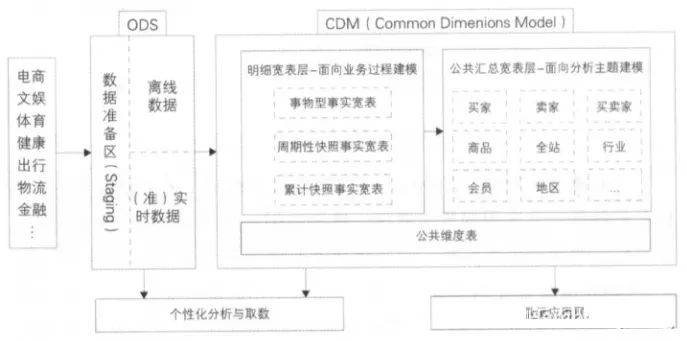 ODS
CDM ( Common Dimenions Model )
电商
文娱
体育
健康
出行
物流
金融
⋮
数据准备区(Staging)
离线
数据
(准)实
时数据
明细宽表层-面向业务过程建模
事物型事实宽表
周期性快照事实宽表
累计快照事实宽表
公共汇总宽表层-面向分析主题建模
买家
卖家
买卖家
商品
全站
行业
会员
地区
...
公共维度表
个性化分析与取数